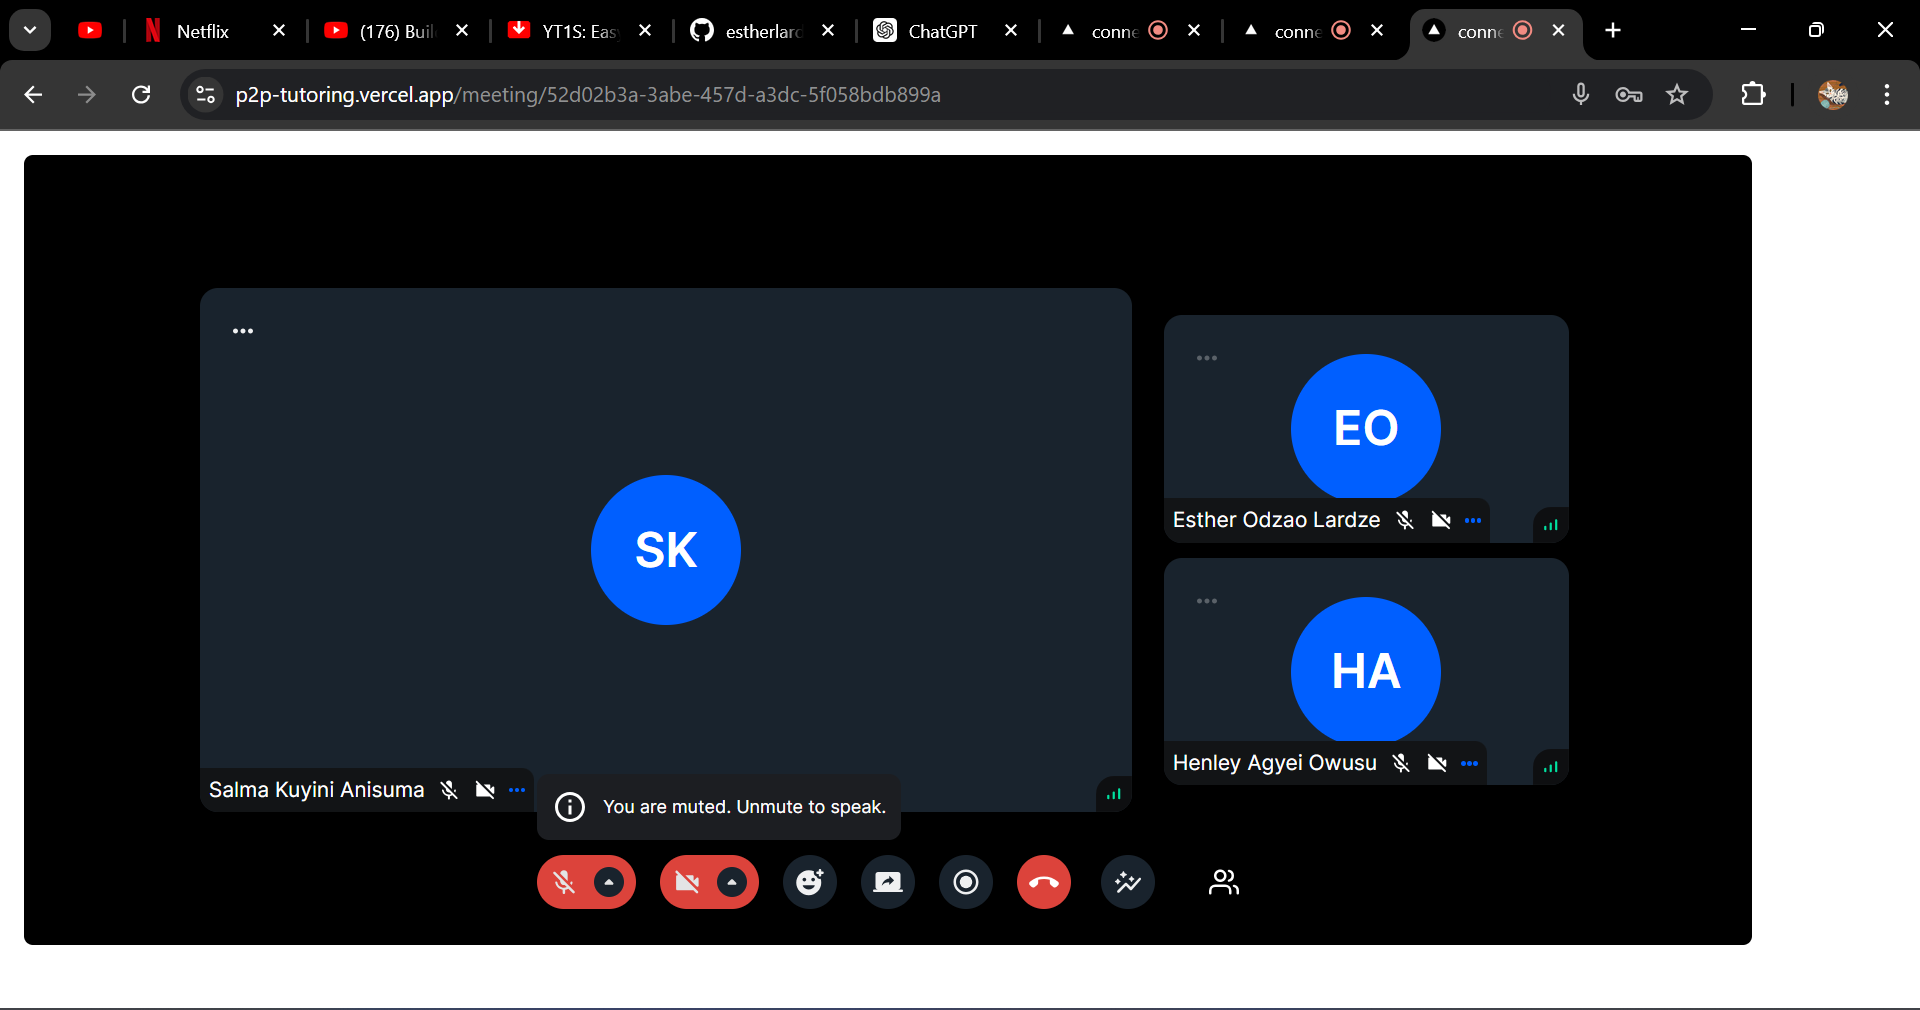 Netflix
(176) Buil
YT1S: Eas
estherlard
ChatGPT
conne
conne
conne
p2p-tutoring.vercel.app/meeting/52d02b3a-3abe-457d-a3dc-5f058bdb899a
SK
Salma Kuyini Anisuma
EO
Esther Odzao Lardze
HA
Henley Agyei Owusu
You are muted. Unmute to speak.